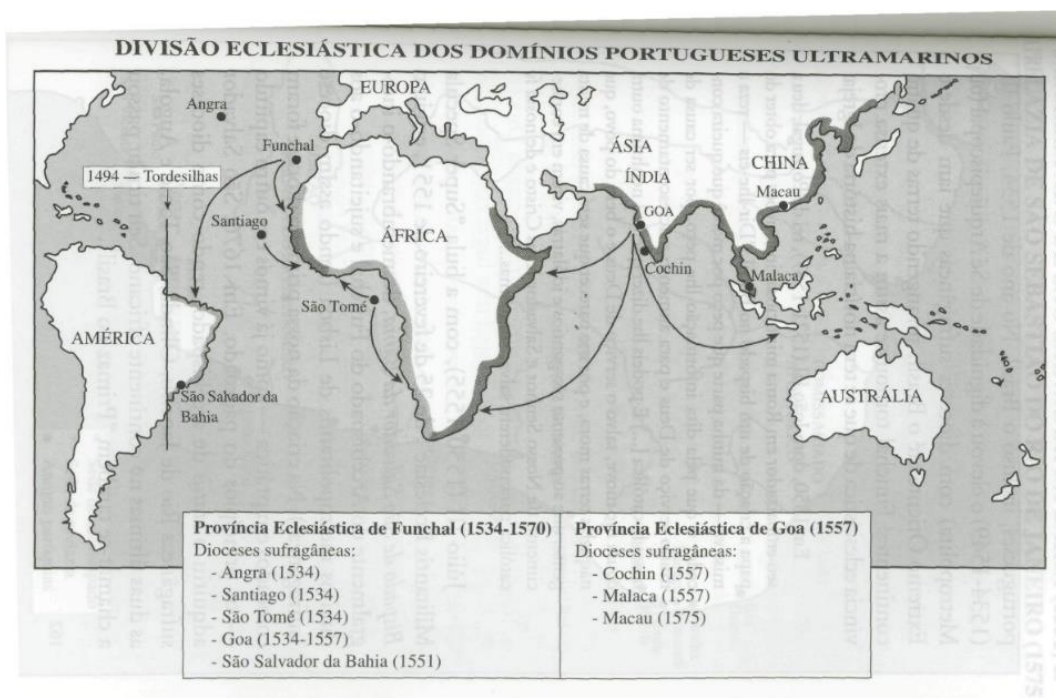 DIVISÃO ECLESIÁSTICA DOS DOMÍNIOS PORTUGUESES ULTRAMARINOS
EUROPA
Angra
Funchal
ÁSIA
ÍNDIA
CHINA
1494 — Tordesilhas
Macau
Santiago
GOA
ÁFRICA
Cochin
Malaca
São Tomé
AMÉRICA
São Salvador da
Bahia
AUSTRÁLIA
Província Eclesiástica de Funchal (1534-1570)
Dioceses sufragâneas:
- Angra (1534)
- Santiago (1534)
- São Tomé (1534)
- Goa (1534-1557)
- São Salvador da Bahia (1551)
Província Eclesiástica de Goa (1557)
Dioceses sufragâneas:
- Cochin (1557)
- Malaca (1557)
- Macau (1575)